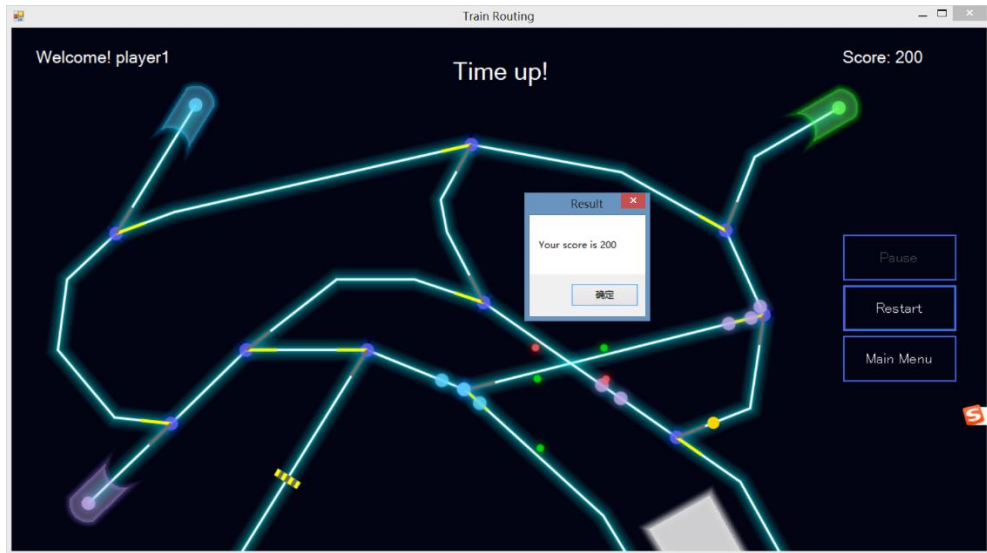 Train Routing
Welcome! player1
Time up!
Score: 200
Result
Your score is 200
确定
Pause
Restart
Main Menu
S